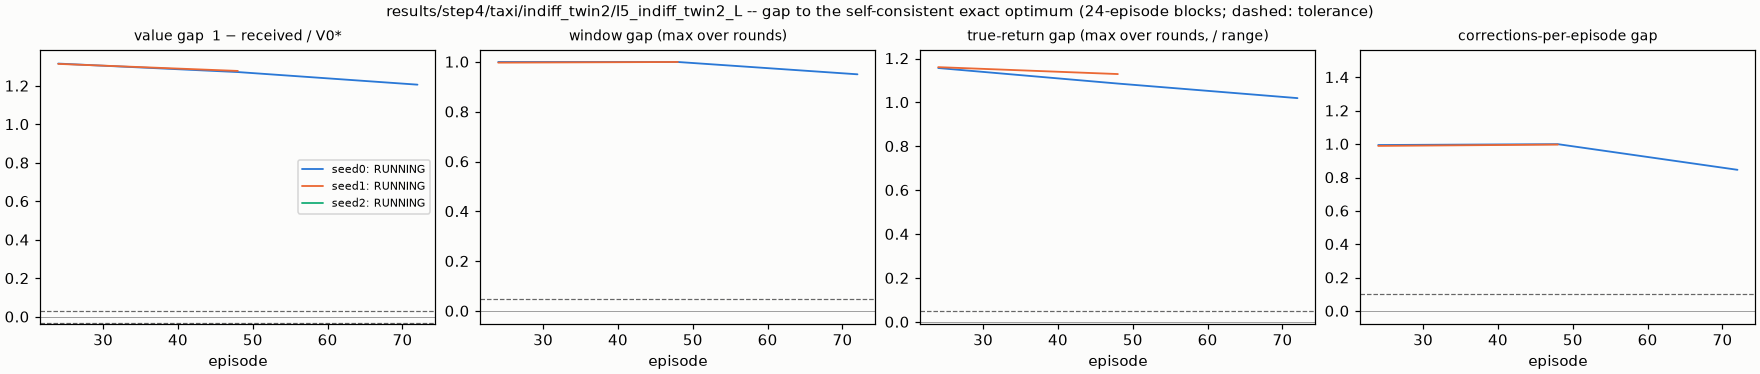 results/step4/taxi/indiff_twin2/I5_indiff_twin2_L -- gap to the self-consistent exact optimum (24-episode blocks; dashed: tolerance)
value gap  1 − received / V0*
1.2
1.0
0.8
0.6
0.4
0.2
0.0
seed0: RUNNING
seed1: RUNNING
seed2: RUNNING
30 40 50 60 70
episode
window gap (max over rounds)
1.0
0.8
0.6
0.4
0.2
0.0
30 40 50 60 70
episode
true-return gap (max over rounds, / range)
1.2
1.0
0.8
0.6
0.4
0.2
0.0
30 40 50 60 70
episode
corrections-per-episode gap
1.4
1.2
1.0
0.8
0.6
0.4
0.2
0.0
30 40 50 60 70
episode